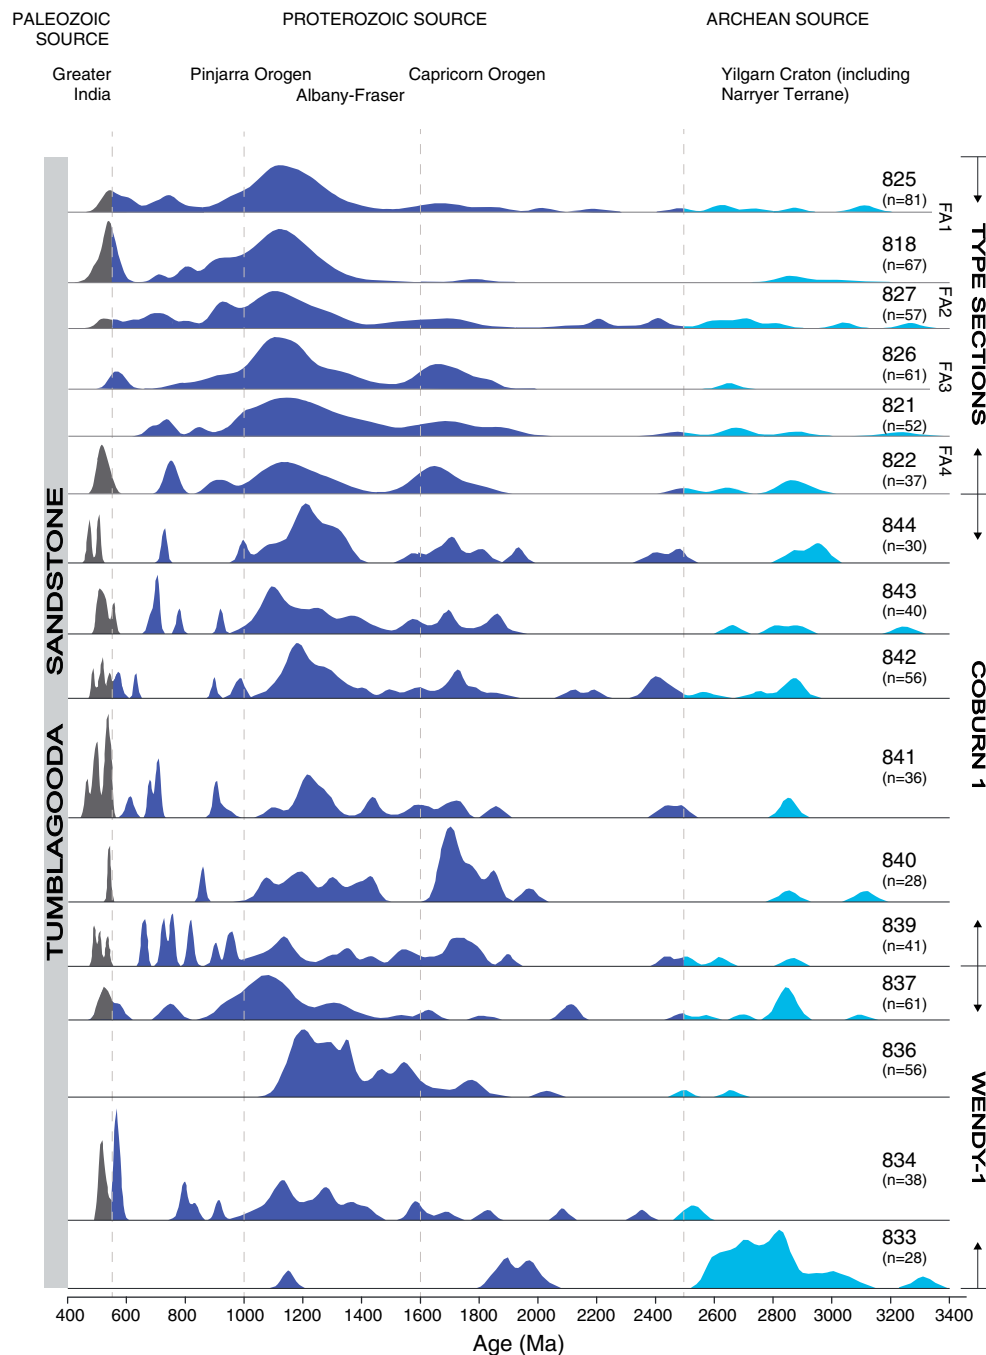 PALEOZOIC
SOURCE
PROTEROZOIC SOURCE
ARCHEAN SOURCE
Greater
India
Pinjarra Orogen
Albany-Fraser
Capricorn Orogen
Yilgarn Craton (including
Narryer Terrane)
TUMBLAGOODA SANDSTONE
825
(n=81)
818
(n=67)
827
(n=57)
826
(n=61)
821
(n=52)
822
(n=37)
844
(n=30)
843
(n=40)
842
(n=56)
841
(n=36)
840
(n=28)
839
(n=41)
837
(n=61)
836
(n=56)
834
(n=38)
833
(n=28)
FA1
FA2
FA3
FA4
TYPE SECTIONS
COBURN 1
WENDY-1
400 600 800 1000 1200 1400 1600 1800 2000 2200 2400 2600 2800 3000 3200 3400
Age (Ma)